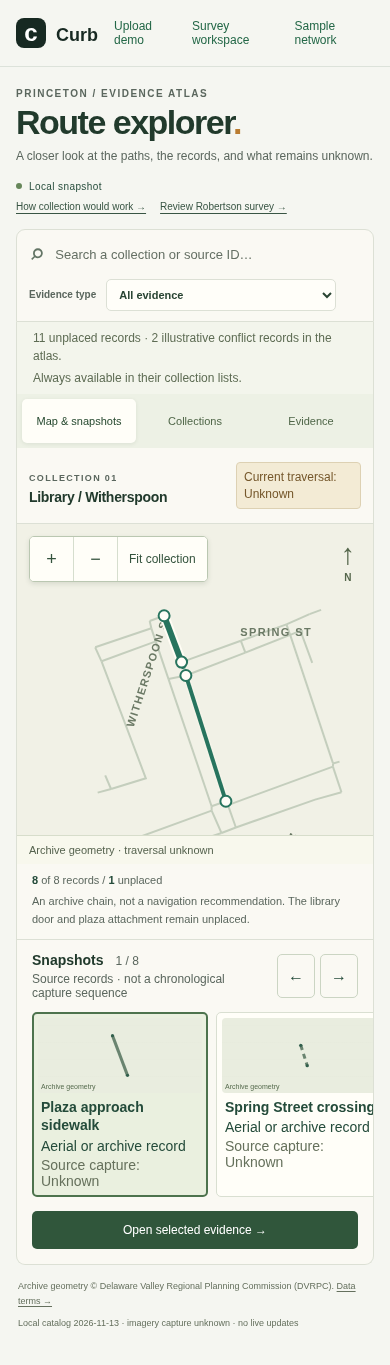 c Curb
Upload demo
Survey workspace
Sample network
PRINCETON / EVIDENCE ATLAS
Route explorer.
A closer look at the paths, the records, and what remains unknown.
Local snapshot
How collection would work → Review Robertson survey →
Search a collection or source ID…
Evidence type All evidence
11 unplaced records · 2 illustrative conflict records in the
atlas.
Always available in their collection lists.
Map & snapshots Collections Evidence
COLLECTION 01
Library / Witherspoon
Current traversal:
Unknown
+ − Fit collection
↑
N
SPRING ST
WITHERSPOON
Archive geometry · traversal unknown
8 of 8 records / 1 unplaced
An archive chain, not a navigation recommendation. The library
door and plaza attachment remain unplaced.
Snapshots 1 / 8
Source records · not a chronological
capture sequence
← →
Archive geometry
Plaza approach
sidewalk
Aerial or archive record
Source capture:
Unknown
Archive geometry
Spring Street crossing
Aerial or archive record
Source capture:
Unknown
Open selected evidence →
Archive geometry © Delaware Valley Regional Planning Commission (DVRPC). Data
terms →
Local catalog 2026-11-13 · imagery capture unknown · no live updates